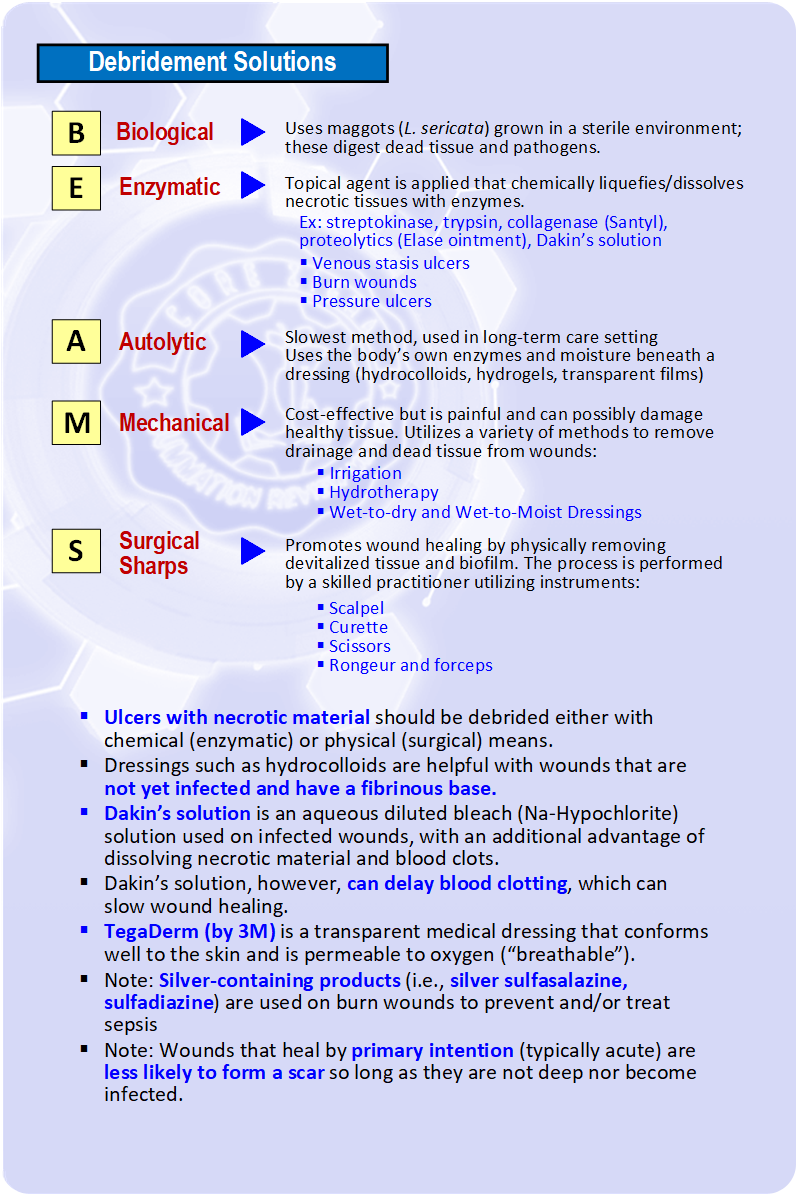 Debridement Solutions
B Biological Uses maggots (L. sericata) grown in a sterile environment;
these digest dead tissue and pathogens.
E Enzymatic Topical agent is applied that chemically liquefies/dissolves
necrotic tissues with enzymes.
Ex: streptokinase, trypsin, collagenase (Santyl),
proteolytics (Elase ointment), Dakin’s solution
▪ Venous stasis ulcers
▪ Burn wounds
▪ Pressure ulcers
A Autolytic Slowest method, used in long-term care setting
Uses the body’s own enzymes and moisture beneath a
dressing (hydrocolloids, hydrogels, transparent films)
M Mechanical Cost-effective but is painful and can possibly damage
healthy tissue. Utilizes a variety of methods to remove
drainage and dead tissue from wounds:
▪ Irrigation
▪ Hydrotherapy
▪ Wet-to-dry and Wet-to-Moist Dressings
S Surgical
Sharps
Promotes wound healing by physically removing
devitalized tissue and biofilm. The process is performed
by a skilled practitioner utilizing instruments:
▪ Scalpel
▪ Curette
▪ Scissors
▪ Rongeur and forceps
▪ Ulcers with necrotic material should be debrided either with
chemical (enzymatic) or physical (surgical) means.
▪ Dressings such as hydrocolloids are helpful with wounds that are
not yet infected and have a fibrinous base.
▪ Dakin’s solution is an aqueous diluted bleach (Na-Hypochlorite)
solution used on infected wounds, with an additional advantage of
dissolving necrotic material and blood clots.
▪ Dakin’s solution, however, can delay blood clotting, which can
slow wound healing.
▪ TegaDerm (by 3M) is a transparent medical dressing that conforms
well to the skin and is permeable to oxygen (“breathable”).
▪ Note: Silver-containing products (i.e., silver sulfasalazine,
sulfadiazine) are used on burn wounds to prevent and/or treat
sepsis
▪ Note: Wounds that heal by primary intention (typically acute) are
less likely to form a scar so long as they are not deep nor become
infected.